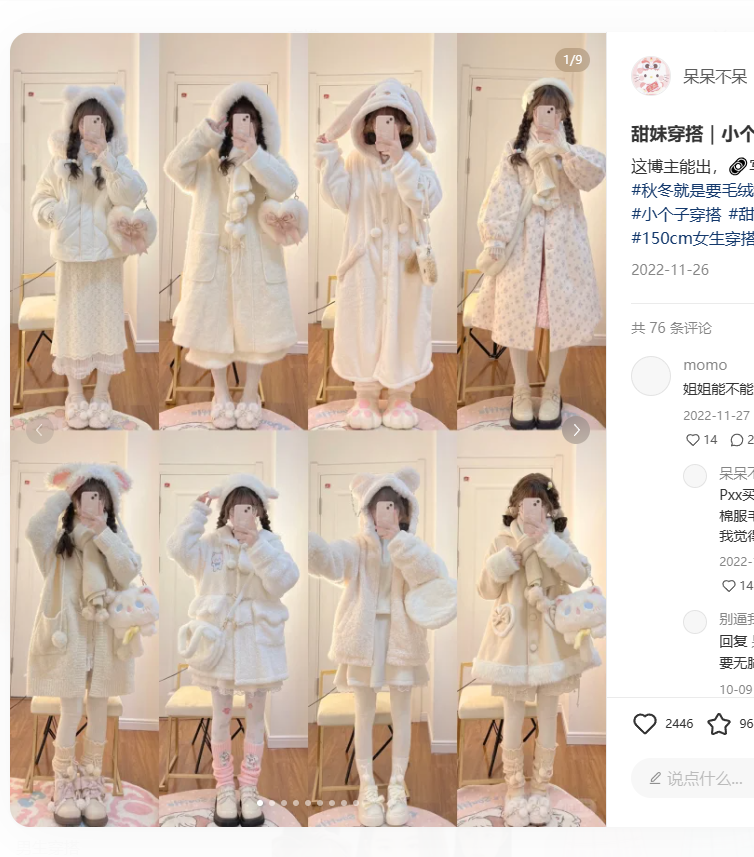 1/9
呆呆不呆
甜妹穿搭｜小个
这博主能出，
#秋冬就是要毛绒
#小个子穿搭 #甜
#150cm女生穿搭
2022-11-26
共 76 条评论
momo
姐姐能不能
2022-11-27
14
2
呆呆不
Pxx买
棉服毛
我觉得
2022-
14
别逼我
回复
要无脑
10-09
2446
96
说点什么...